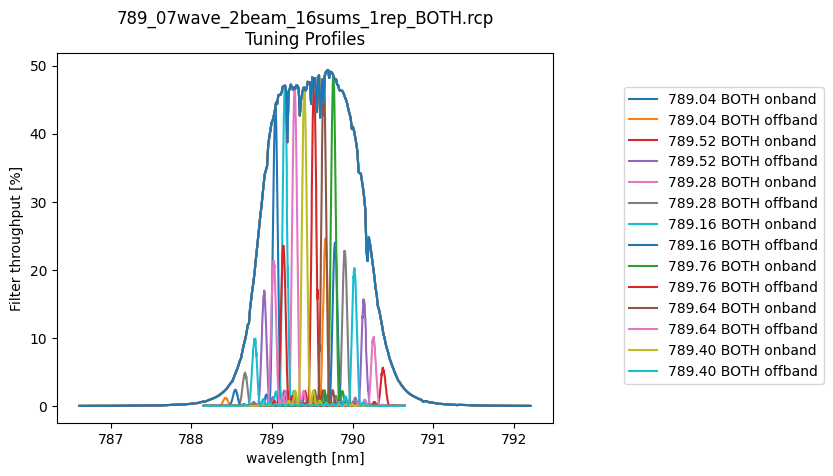 789_07wave_2beam_16sums_1rep_BOTH.rcp
Tuning Profiles
Filter throughput [%]
50
40
30
20
10
0
787
788
789
790
791
792
wavelength [nm]
789.04 BOTH onband
789.04 BOTH offband
789.52 BOTH onband
789.52 BOTH offband
789.28 BOTH onband
789.28 BOTH offband
789.16 BOTH onband
789.16 BOTH offband
789.76 BOTH onband
789.76 BOTH offband
789.64 BOTH onband
789.64 BOTH offband
789.40 BOTH onband
789.40 BOTH offband